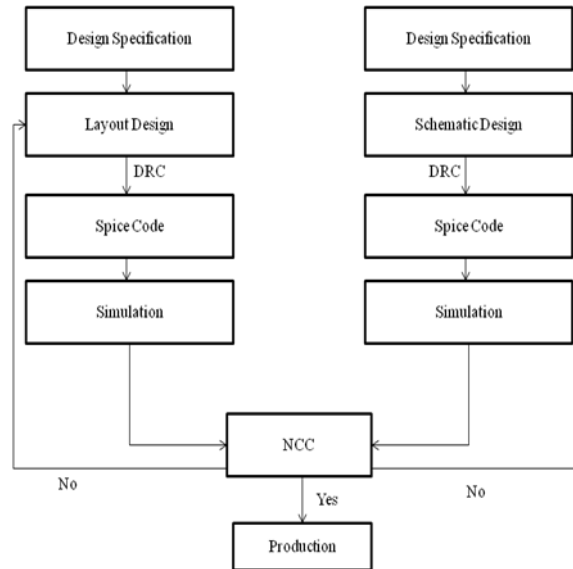 Design Specification
Design Specification
Layout Design
Schematic Design
DRC
DRC
Spice Code
Spice Code
Simulation
Simulation
NCC
No
Yes
No
Production